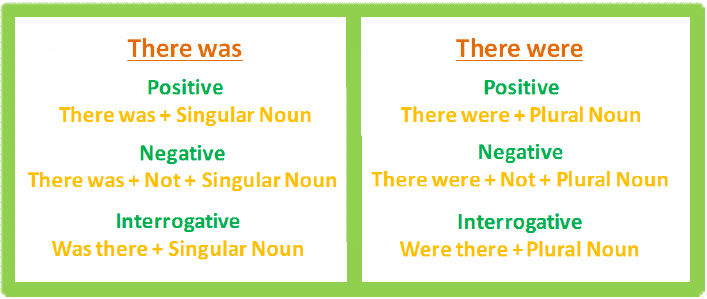 There was
Positive
There was + Singular Noun
Negative
There was + Not + Singular Noun
Interrogative
Was there + Singular Noun
There were
Positive
There were + Plural Noun
Negative
There were + Not + Plural Noun
Interrogative
Were there + Plural Noun